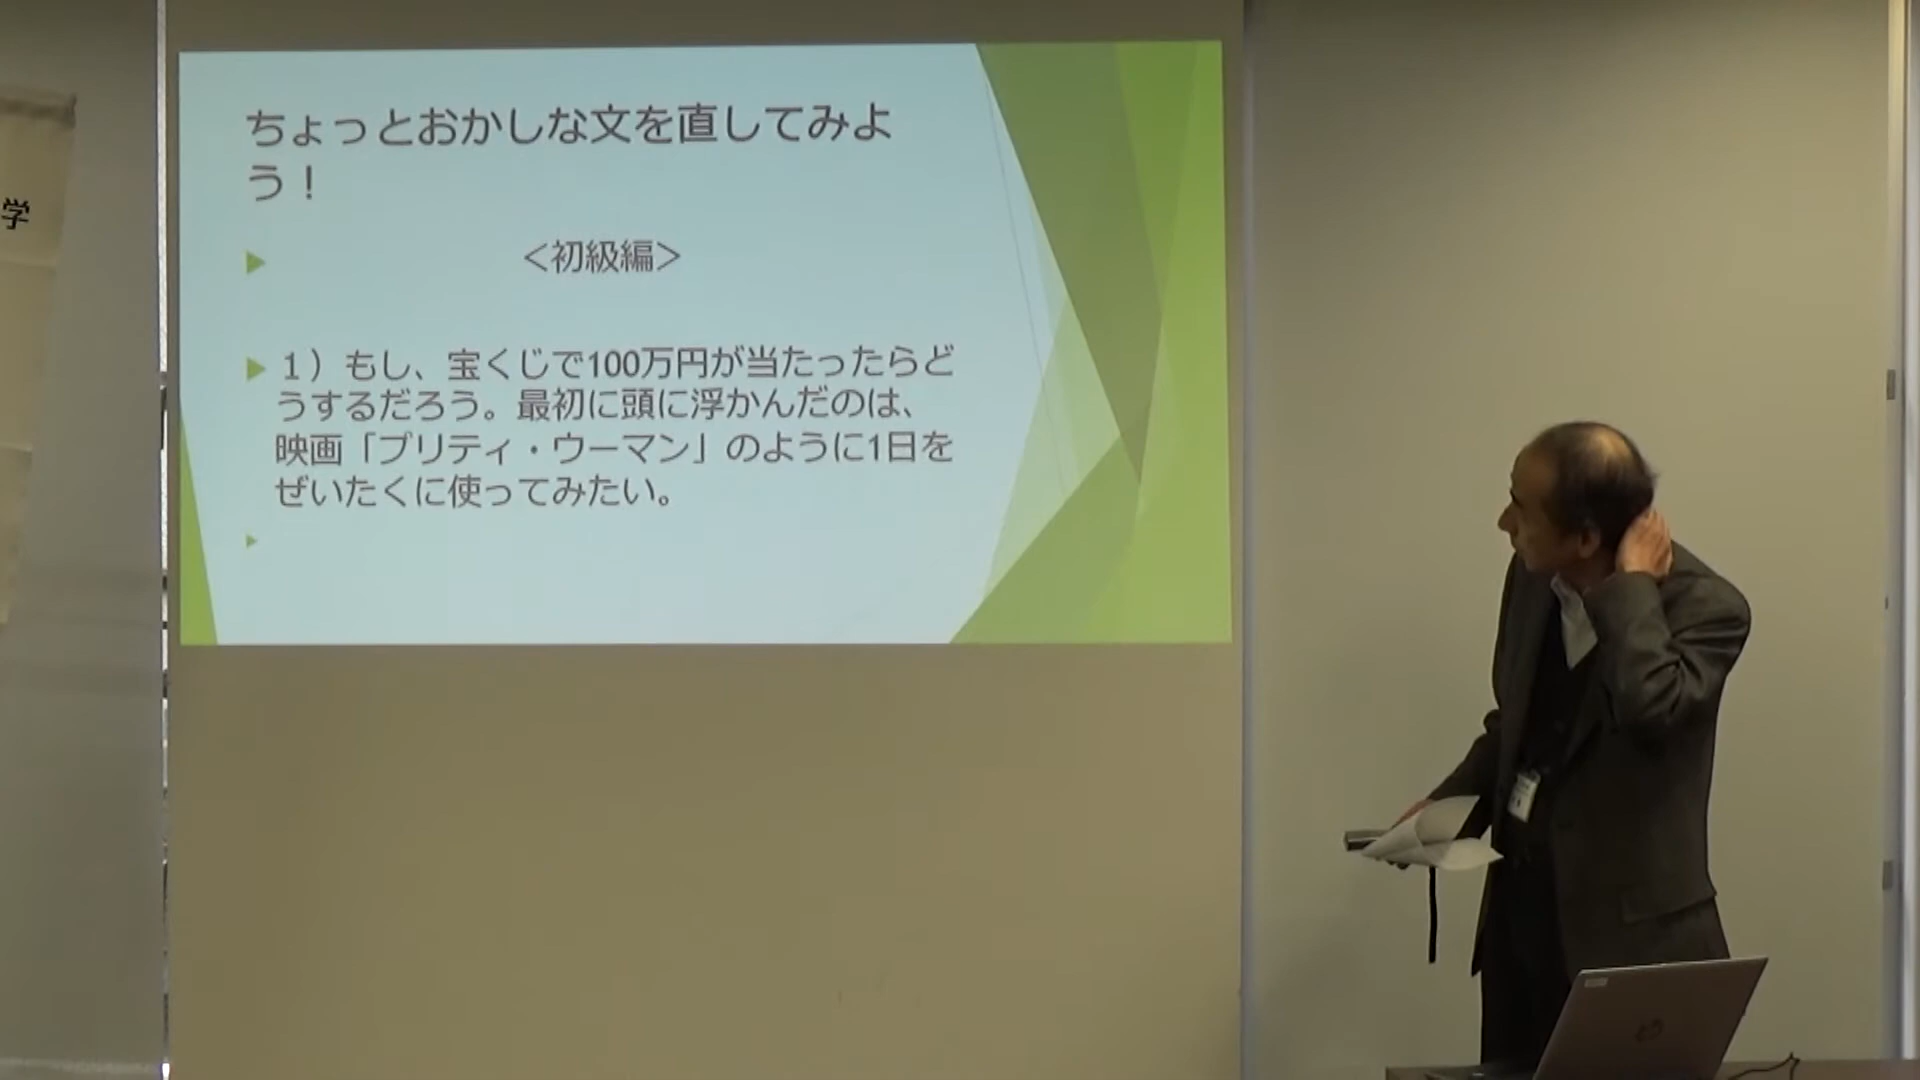 ちょっとおかしな文を直してみよ
う！
＜初級編＞
１）もし、宝くじで100万円が当たったらど
うするだろう。最初に頭に浮かんだのは、
映画「プリティ・ウーマン」のように1日を
ぜいたくに使ってみたい。
学
hp